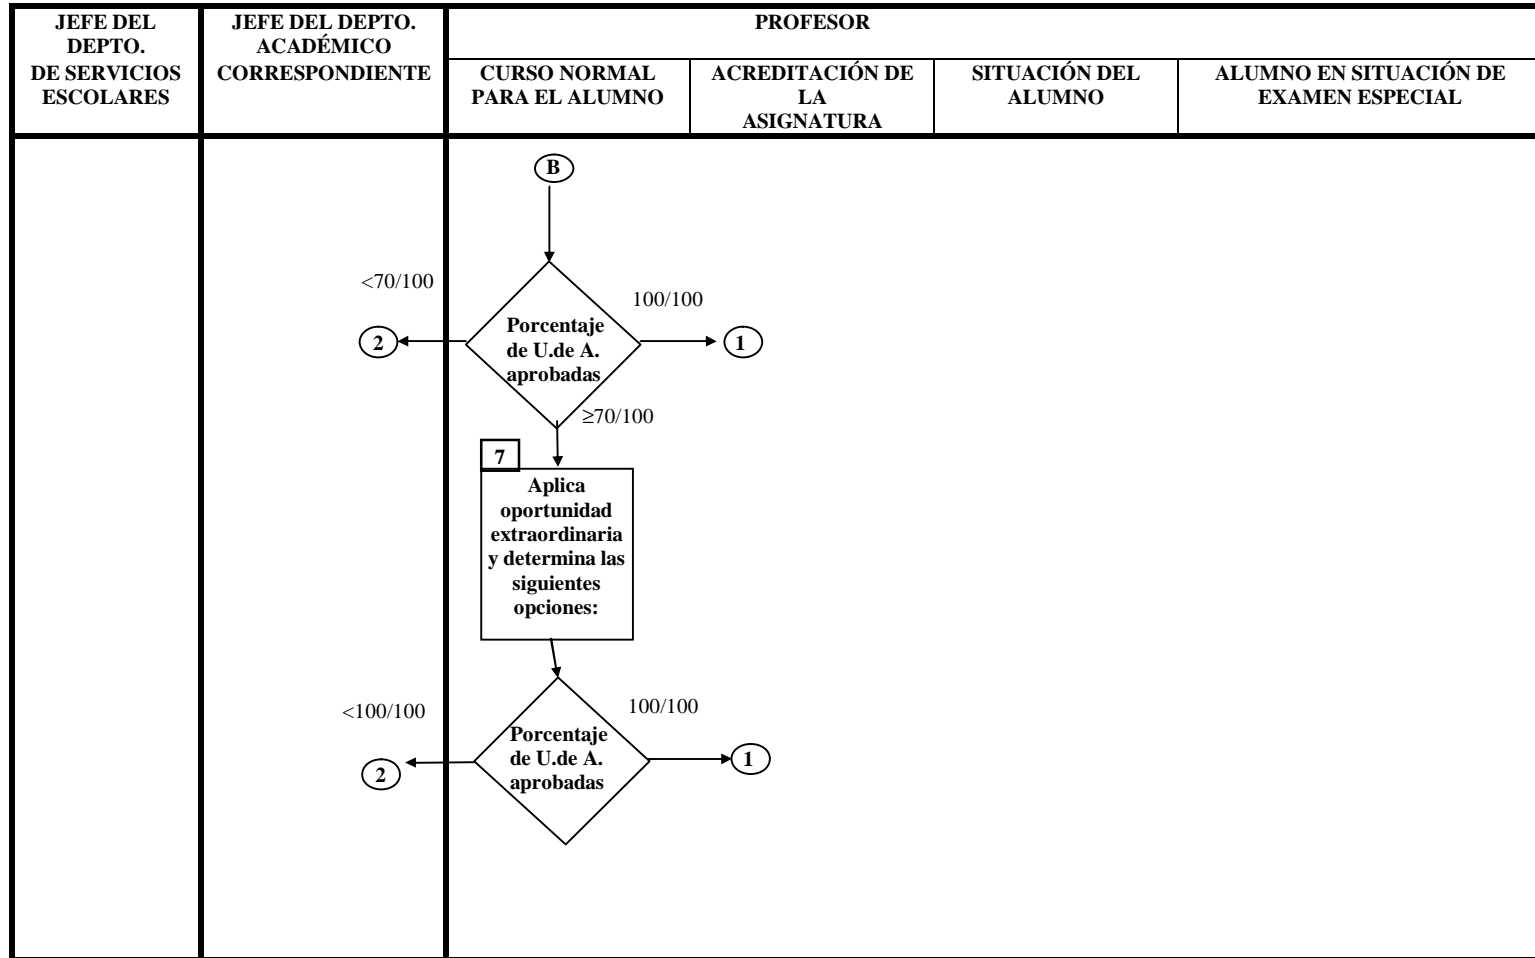 JEFE DEL
DEPTO.
DE SERVICIOS
ESCOLARES
JEFE DEL DEPTO.
ACADÉMICO
CORRESPONDIENTE
PROFESOR
CURSO NORMAL
PARA EL ALUMNO
ACREDITACIÓN DE
LA
ASIGNATURA
SITUACIÓN DEL
ALUMNO
ALUMNO EN SITUACIÓN DE
EXAMEN ESPECIAL
B
<70/100
100/100
2
Porcentaje
de U.de A.
aprobadas
1
≥70/100
7
Aplica
oportunidad
extraordinaria
y determina las
siguientes
opciones:
<100/100
100/100
2
Porcentaje
de U.de A.
aprobadas
1